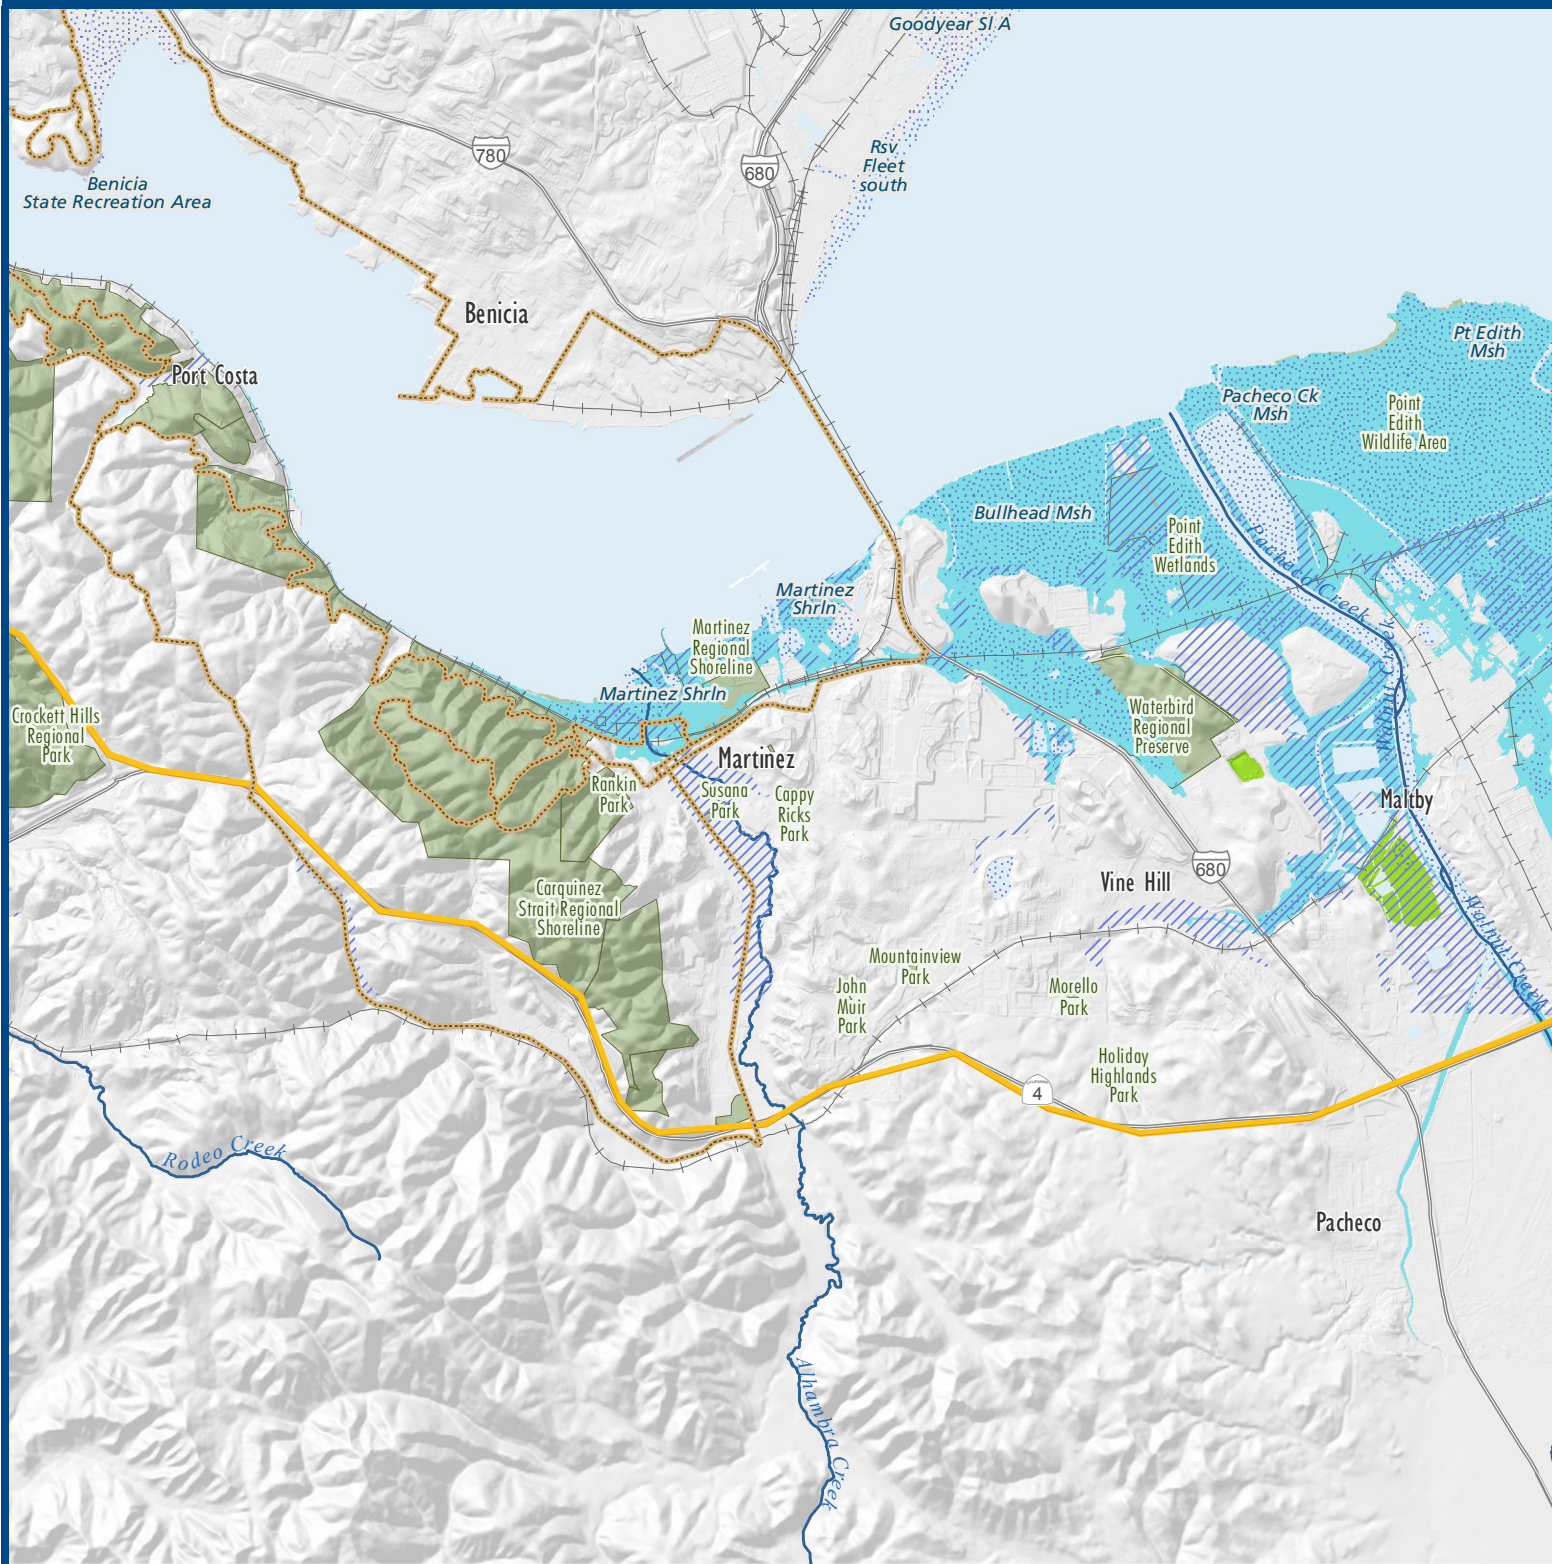 Goodyear Sl A
780
680
Rsv
Fleet
south
Benicia
State Recreation Area
Benicia
Port Costa
Pt Edith
Msh
Pacheco Ck
Msh
Point
Edith
Wildlife Area
Bullhead Msh
Point
Edith
Wetlands
Pacheco Creek
Martinez
Shrln
Martinez
Regional
Shoreline
Martinez Shrln
Walnut Creek
Crockett Hills
Regional
Park
Waterbird
Regional
Preserve
Martinez
Rankin
Park
Susana
Park
Cappy
Ricks
Park
Maltby
680
Vine Hill
Carquinez
Strait Regional
Shoreline
Walnut Creek
Mountainview
Park
John
Muir
Park
Morello
Park
Holiday
Highlands
Park
CALIFORNIA
4
Rodeo Creek
Pacheco
Alhambra Creek